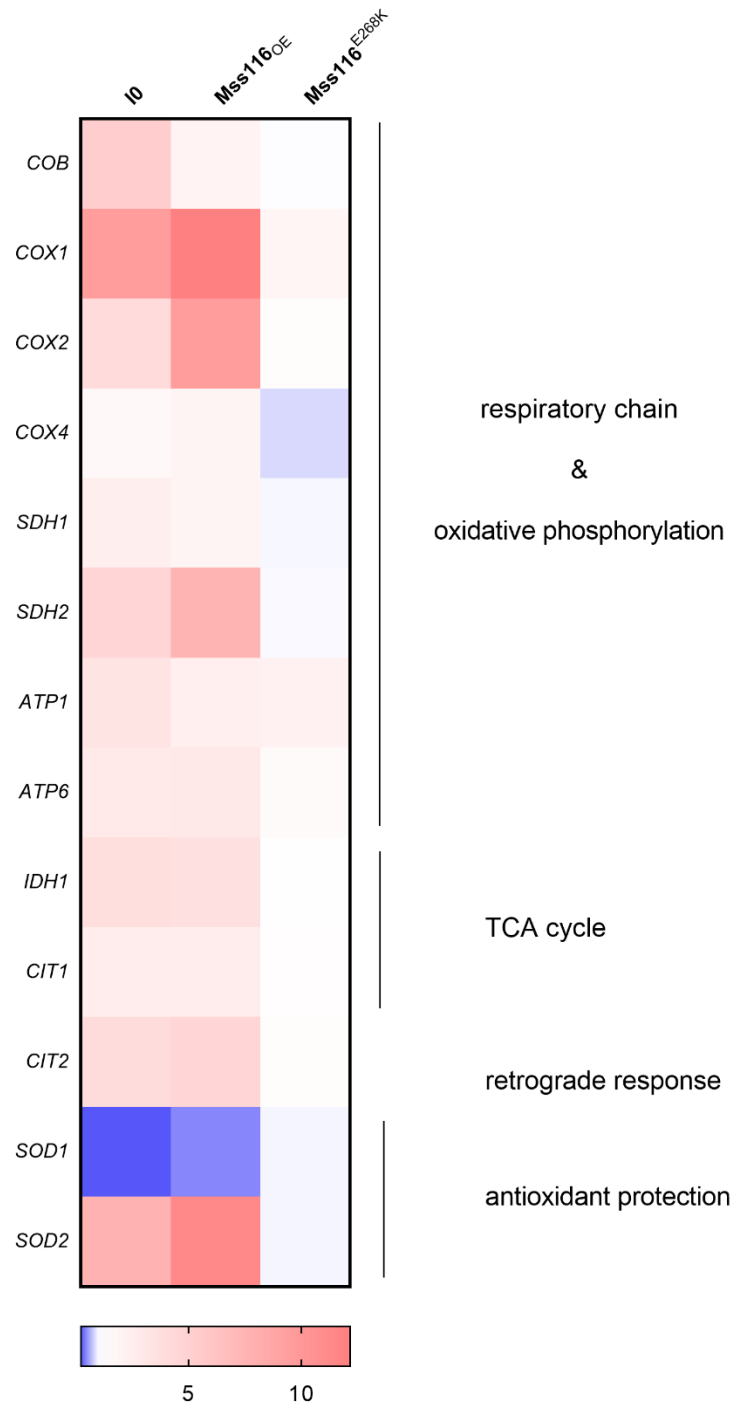 I0 Mss116OE Mss116E268K
COB
COX1
COX2
COX4
SDH1
SDH2
ATP1
ATP6
IDH1
CIT1
CIT2
SOD1
SOD2
respiratory chain
&
oxidative phosphorylation
TCA cycle
retrograde response
antioxidant protection
5 10